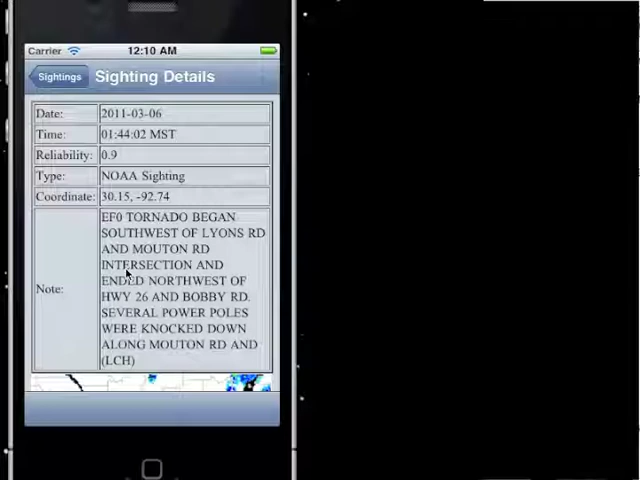 Carrier 12:10 AM
Sightings Sighting Details
Date: 2011-03-06
Time: 01:44:02 MST
Reliability: 0.9
Type: NOAA Sighting
Coordinate: 30.15, -92.74
Note: EF0 TORNADO BEGAN
SOUTHWEST OF LYONS RD
AND MOUTON RD
INTERSECTION AND
ENDED NORTHWEST OF
HWY 26 AND BOBBY RD.
SEVERAL POWER POLES
WERE KNOCKED DOWN
ALONG MOUTON RD AND
(LCH)